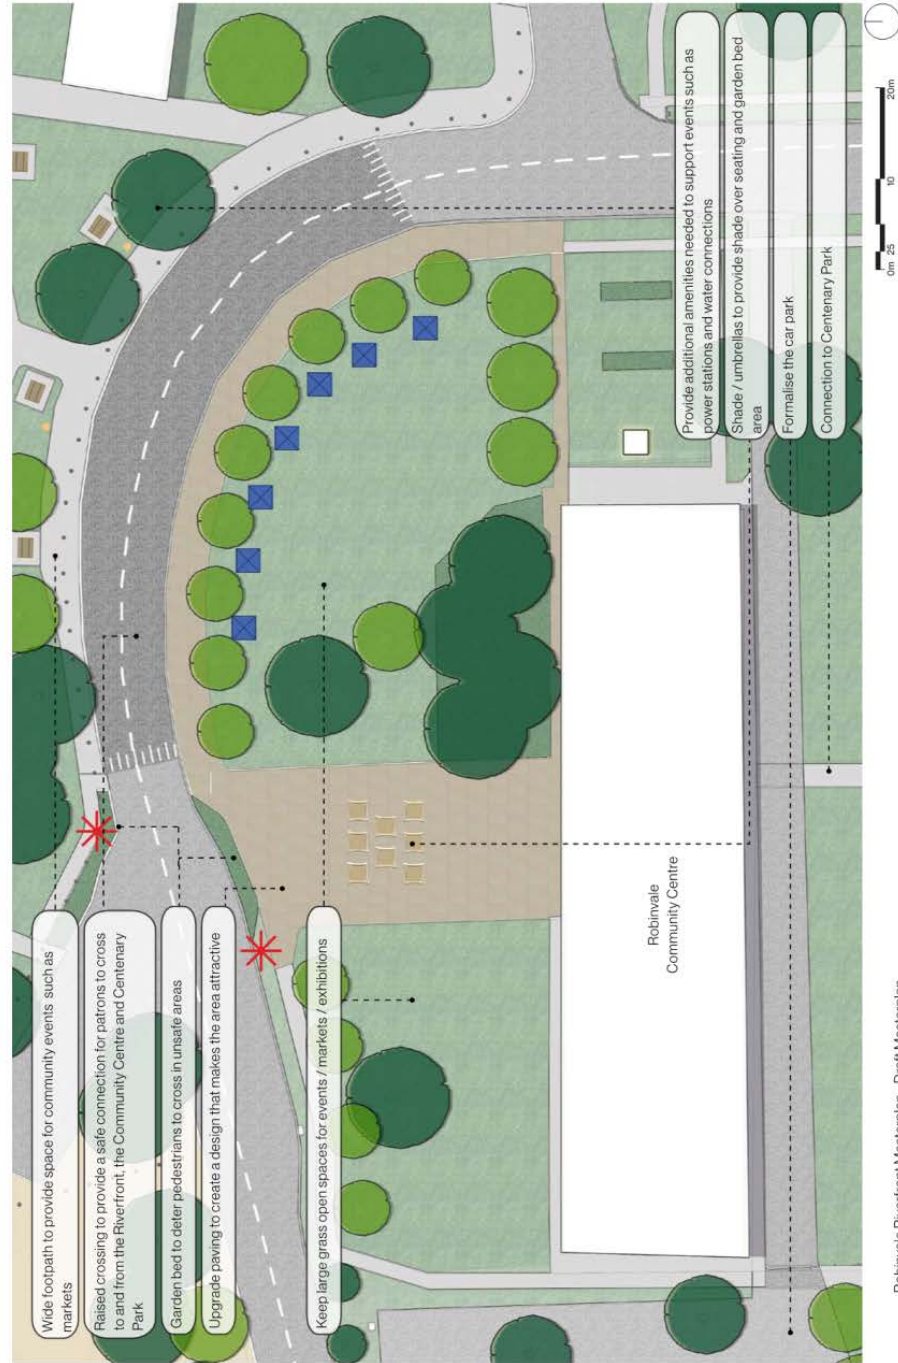 Wide footpath to provide space for community events such as
markets
Raised crossing to provide a safe connection for patrons to cross
to and from the Riverfront, the Community Centre and Centenary
Park
Garden bed to deter pedestrians to cross in unsafe areas
Upgrade paving to create a design that makes the area attractive
Keep large grass open spaces for events / markets / exhibitions
Provide additional amenities needed to support events such as
power stations and water connections
Shade / umbrellas to provide shade over seating and garden bed
area
Formalise the car park
Connection to Centenary Park
Robinvale
Community Centre
0m 25 10 20m